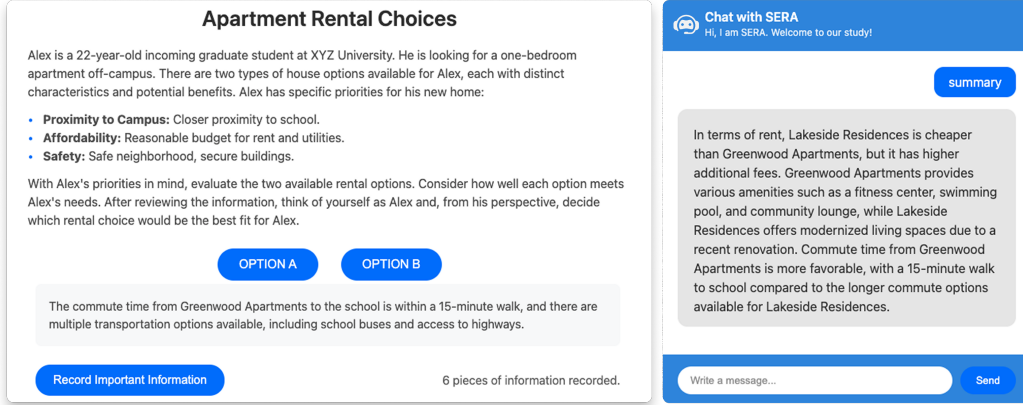 Apartment Rental Choices
Alex is a 22-year-old incoming graduate student at XYZ University. He is looking for a one-bedroom
apartment off-campus. There are two types of house options available for Alex, each with distinct
characteristics and potential benefits. Alex has specific priorities for his new home:
• Proximity to Campus: Closer proximity to school.
• Affordability: Reasonable budget for rent and utilities.
• Safety: Safe neighborhood, secure buildings.
With Alex's priorities in mind, evaluate the two available rental options. Consider how well each option meets
Alex's needs. After reviewing the information, think of yourself as Alex and, from his perspective, decide
which rental choice would be the best fit for Alex.
OPTION A
OPTION B
The commute time from Greenwood Apartments to the school is within a 15-minute walk, and there are
multiple transportation options available, including school buses and access to highways.
Record Important Information
6 pieces of information recorded.
Chat with SERA
Hi, I am SERA. Welcome to our study!
summary
In terms of rent, Lakeside Residences is cheaper
than Greenwood Apartments, but it has higher
additional fees. Greenwood Apartments provides
various amenities such as a fitness center, swimming
pool, and community lounge, while Lakeside
Residences offers modernized living spaces due to a
recent renovation. Commute time from Greenwood
Apartments is more favorable, with a 15-minute walk
to school compared to the longer commute options
available for Lakeside Residences.
Write a message...
Send